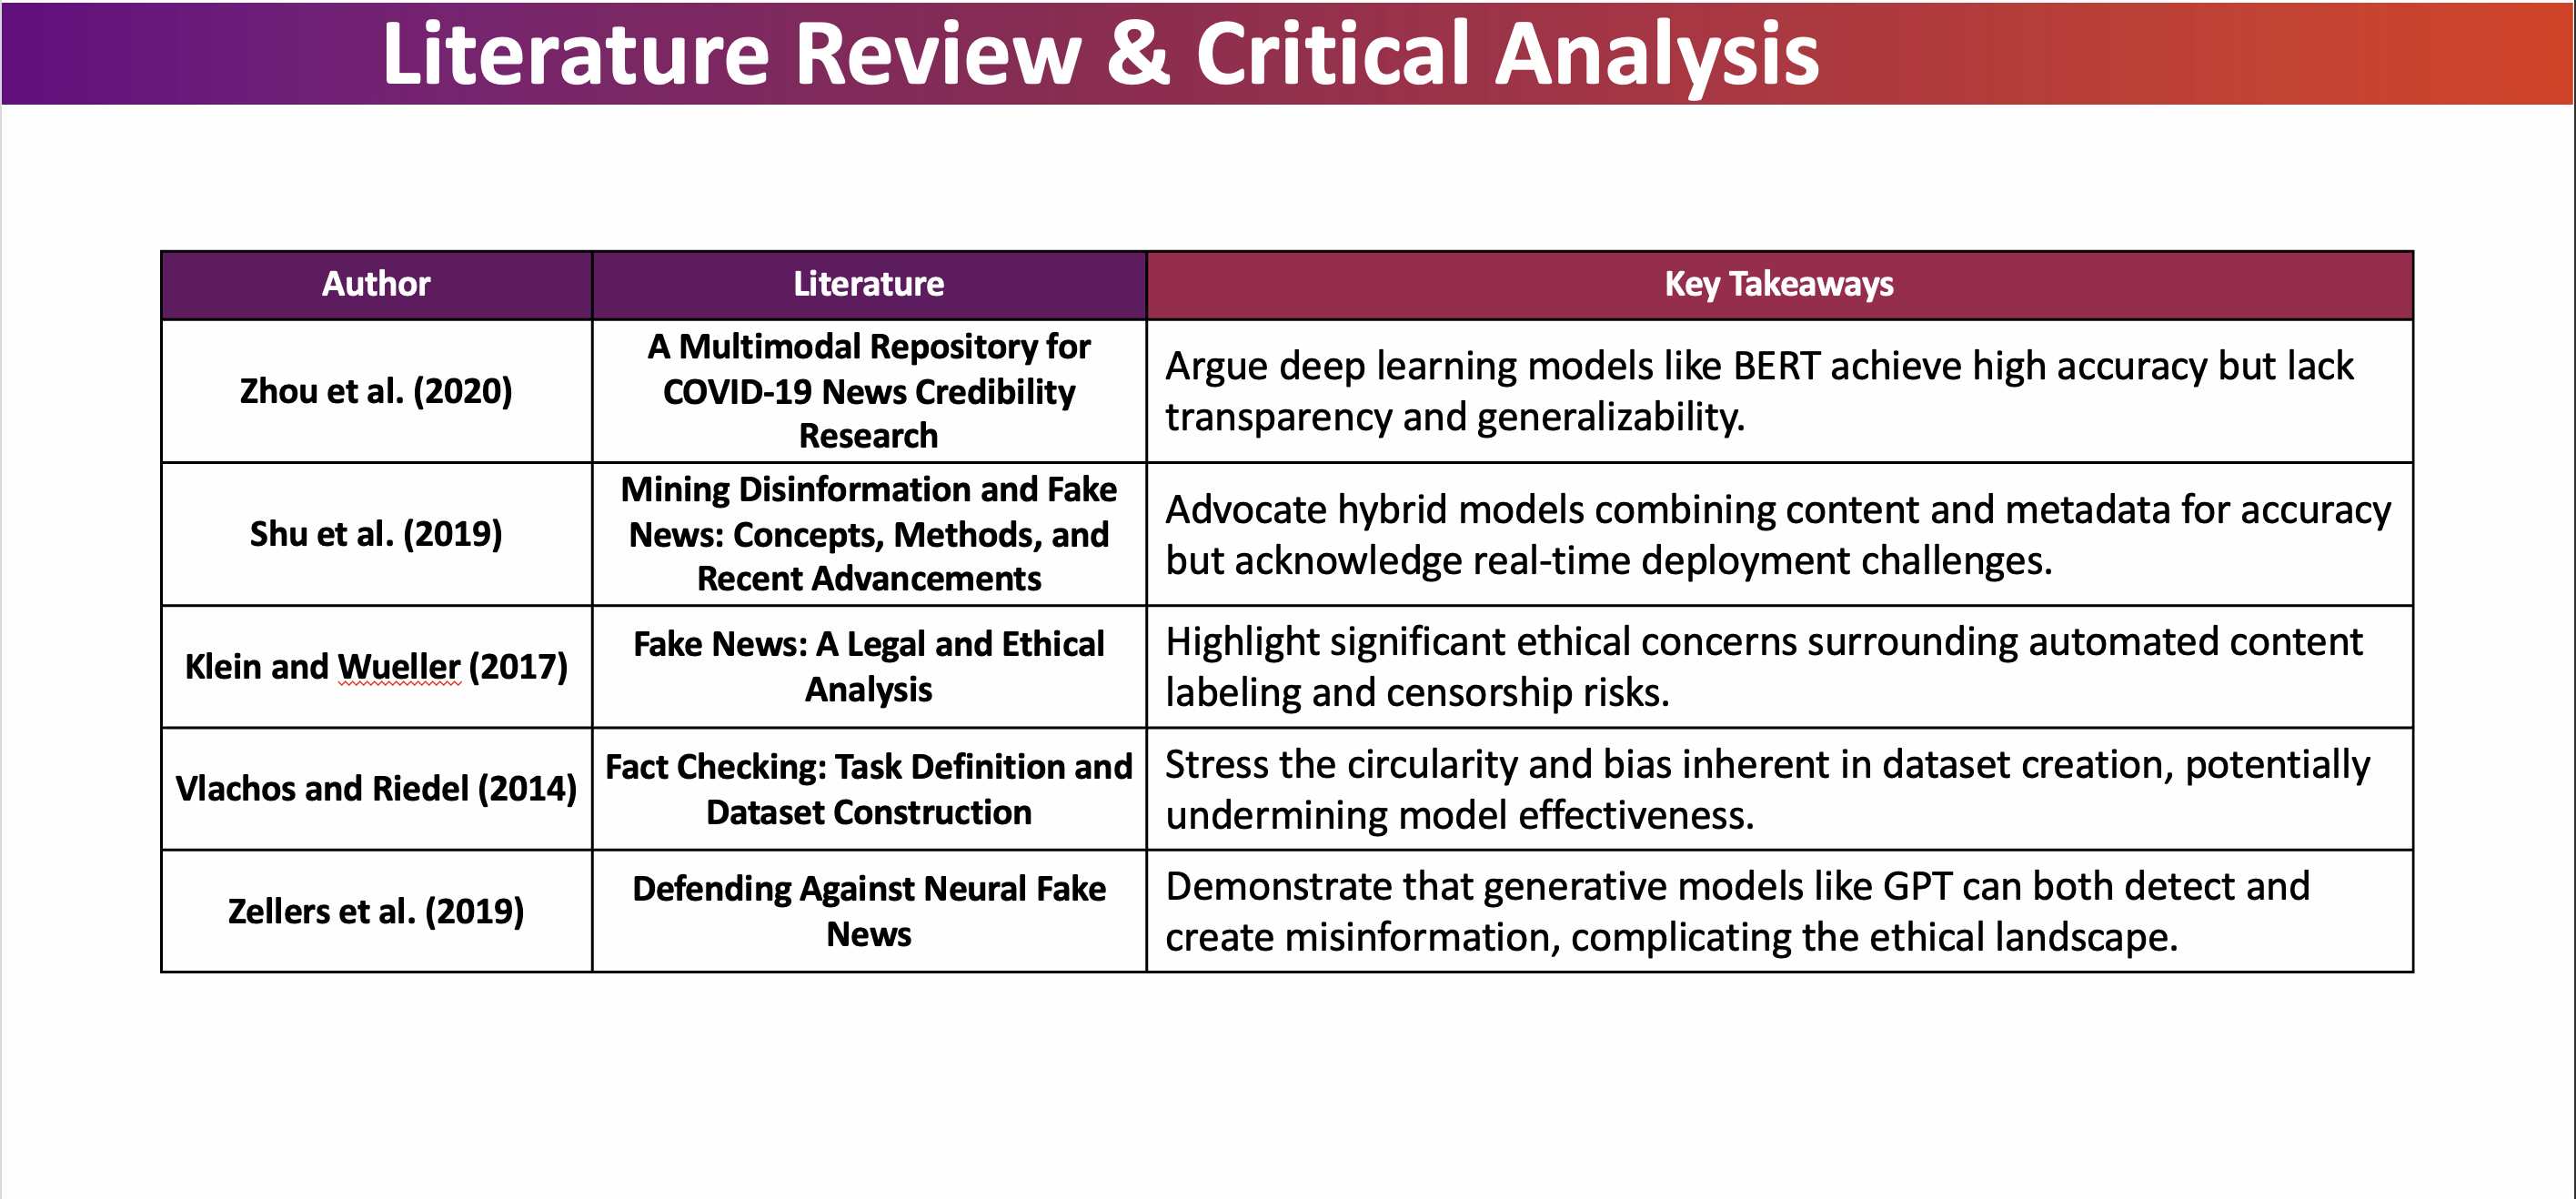 Literature Review & Critical Analysis
Author
Literature
Key Takeaways
Zhou et al. (2020)
A Multimodal Repository for
COVID-19 News Credibility
Research
Argue deep learning models like BERT achieve high accuracy but lack
transparency and generalizability.
Shu et al. (2019)
Mining Disinformation and Fake
News: Concepts, Methods, and
Recent Advancements
Advocate hybrid models combining content and metadata for accuracy
but acknowledge real-time deployment challenges.
Klein and Wueller (2017)
Fake News: A Legal and Ethical
Analysis
Highlight significant ethical concerns surrounding automated content
labeling and censorship risks.
Vlachos and Riedel (2014)
Fact Checking: Task Definition and
Dataset Construction
Stress the circularity and bias inherent in dataset creation, potentially
undermining model effectiveness.
Zellers et al. (2019)
Defending Against Neural Fake
News
Demonstrate that generative models like GPT can both detect and
create misinformation, complicating the ethical landscape.